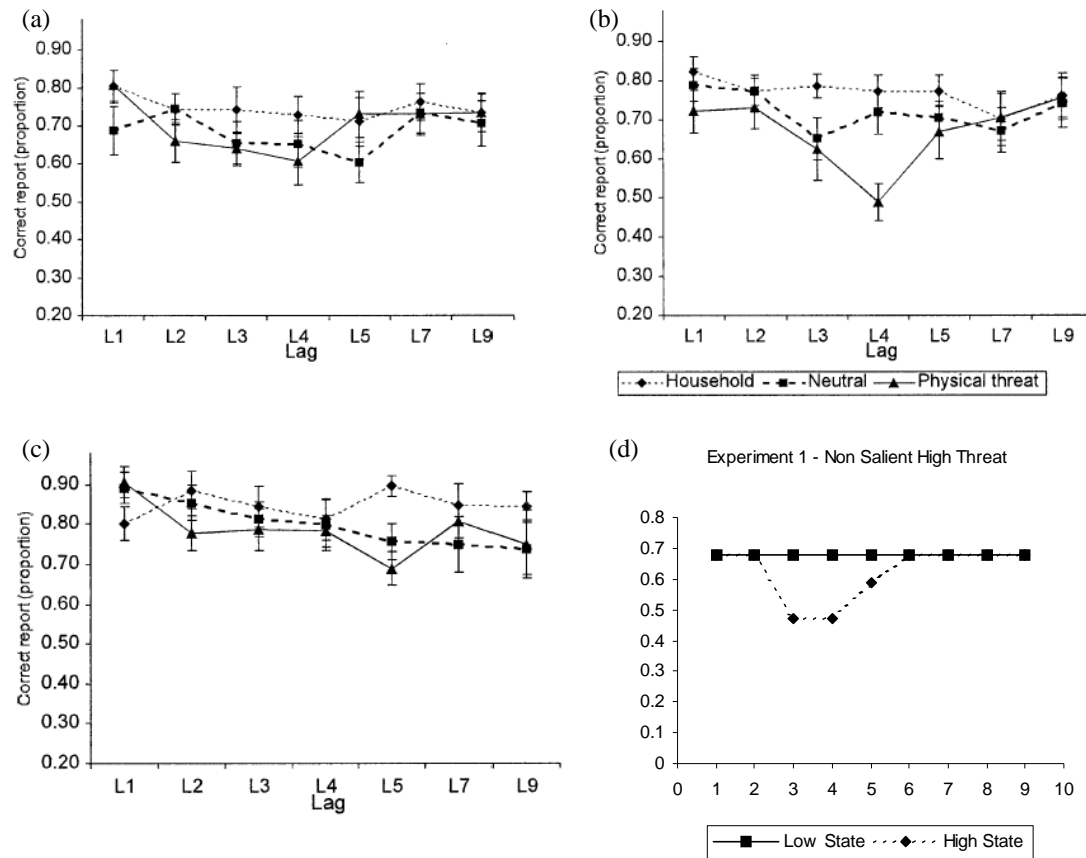 (a)
Correct report (proportion)
0.90
0.80
0.70
0.60
0.50
0.40
0.30
0.20
L1 L2 L3 L4 L5 L7 L9
Lag
(b)
Correct report (proportion)
0.90
0.80
0.70
0.60
0.50
0.40
0.30
0.20
L1 L2 L3 L4 L5 L7 L9
Lag
Household Neutral Physical threat
(c)
Correct report (proportion)
0.90
0.80
0.70
0.60
0.50
0.40
0.30
0.20
L1 L2 L3 L4 L5 L7 L9
Lag
(d)
Experiment 1 - Non Salient High Threat
0.8
0.7
0.6
0.5
0.4
0.3
0.2
0.1
0
0 1 2 3 4 5 6 7 8 9 10
Low State High State